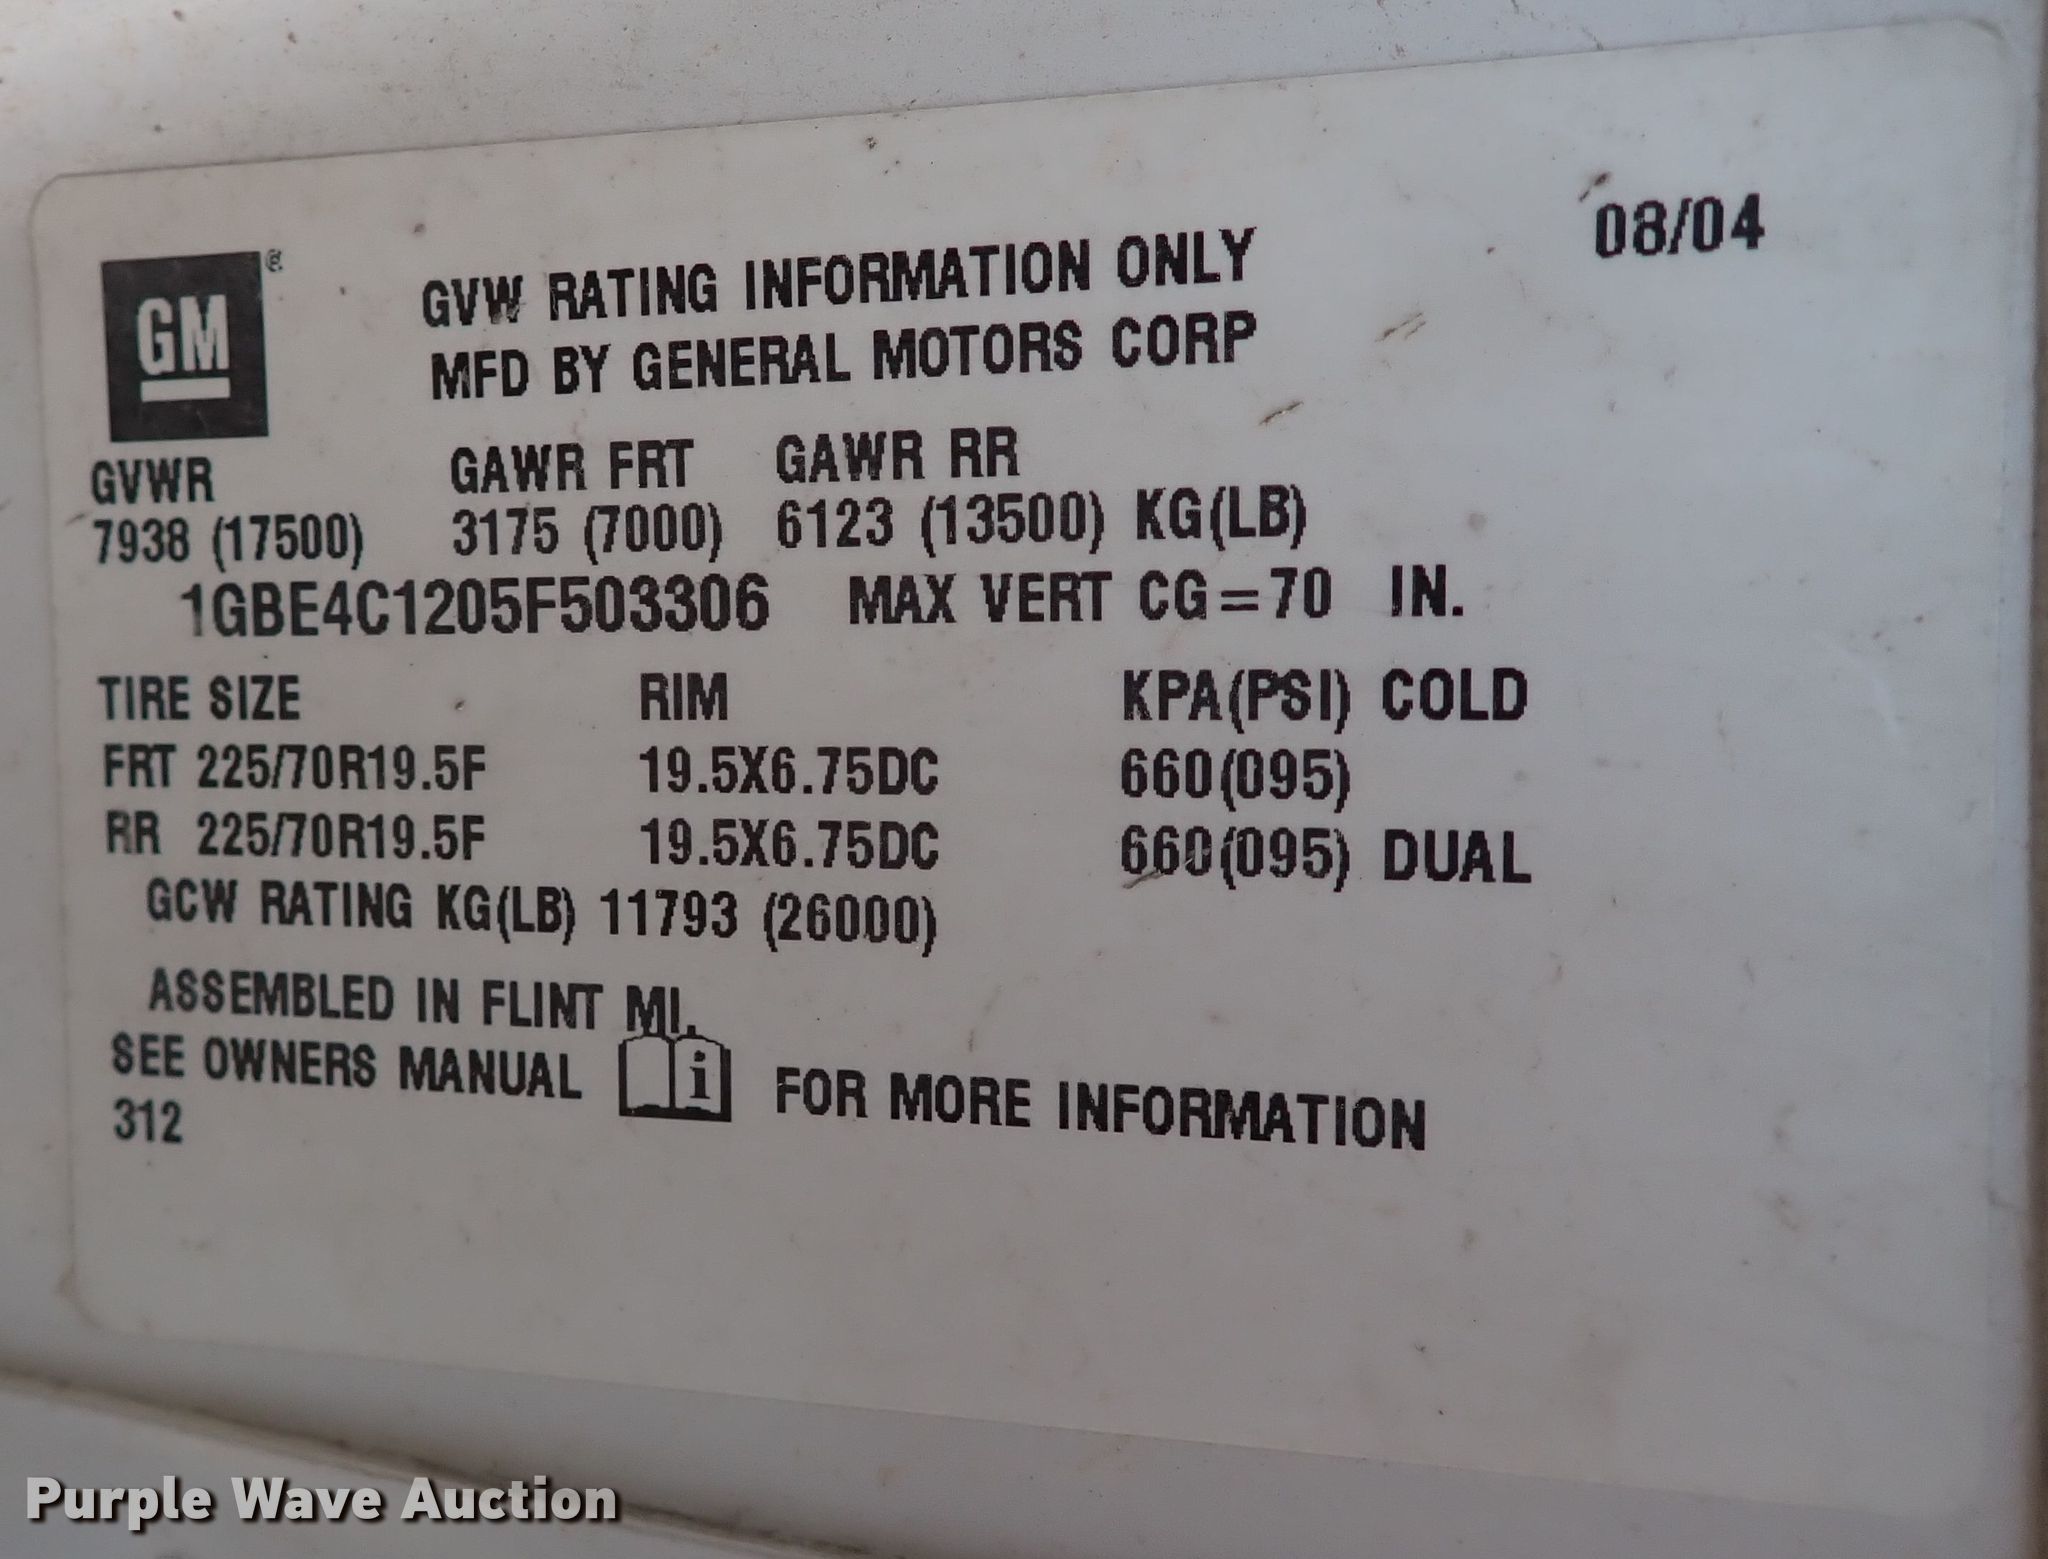 08/04
GM ®
GVW RATING INFORMATION ONLY
MFD BY GENERAL MOTORS CORP
GVWR GAWR FRT GAWR RR
7938 (17500) 3175 (7000) 6123 (13500) KG(LB)
1GBE4C1205F503306 MAX VERT CG=70 IN.
TIRE SIZE RIM KPA(PSI) COLD
FRT 225/70R19.5F 19.5X6.75DC 660(095)
RR 225/70R19.5F 19.5X6.75DC 660(095) DUAL
GCW RATING KG(LB) 11793 (26000)
ASSEMBLED IN FLINT MI.
SEE OWNERS MANUAL i FOR MORE INFORMATION
312
Purple Wave Auction